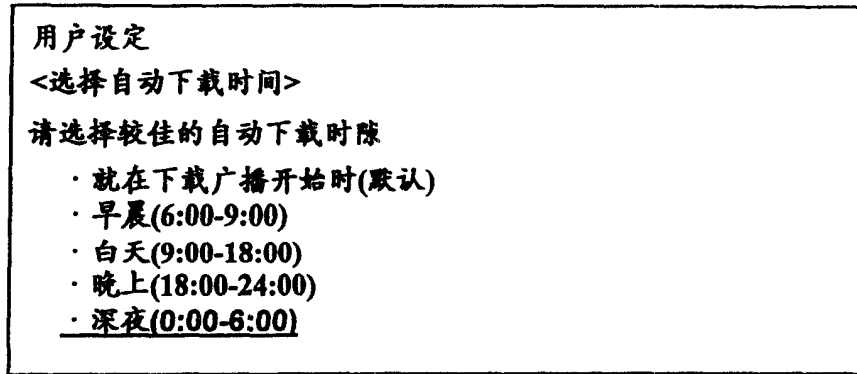 用户设定
<选择自动下载时间>
请选择较佳的自动下载时隙
· 就在下载广播开始时(默认)
· 早晨(6:00-9:00)
· 白天(9:00-18:00)
· 晚上(18:00-24:00)
· 深夜(0:00-6:00)